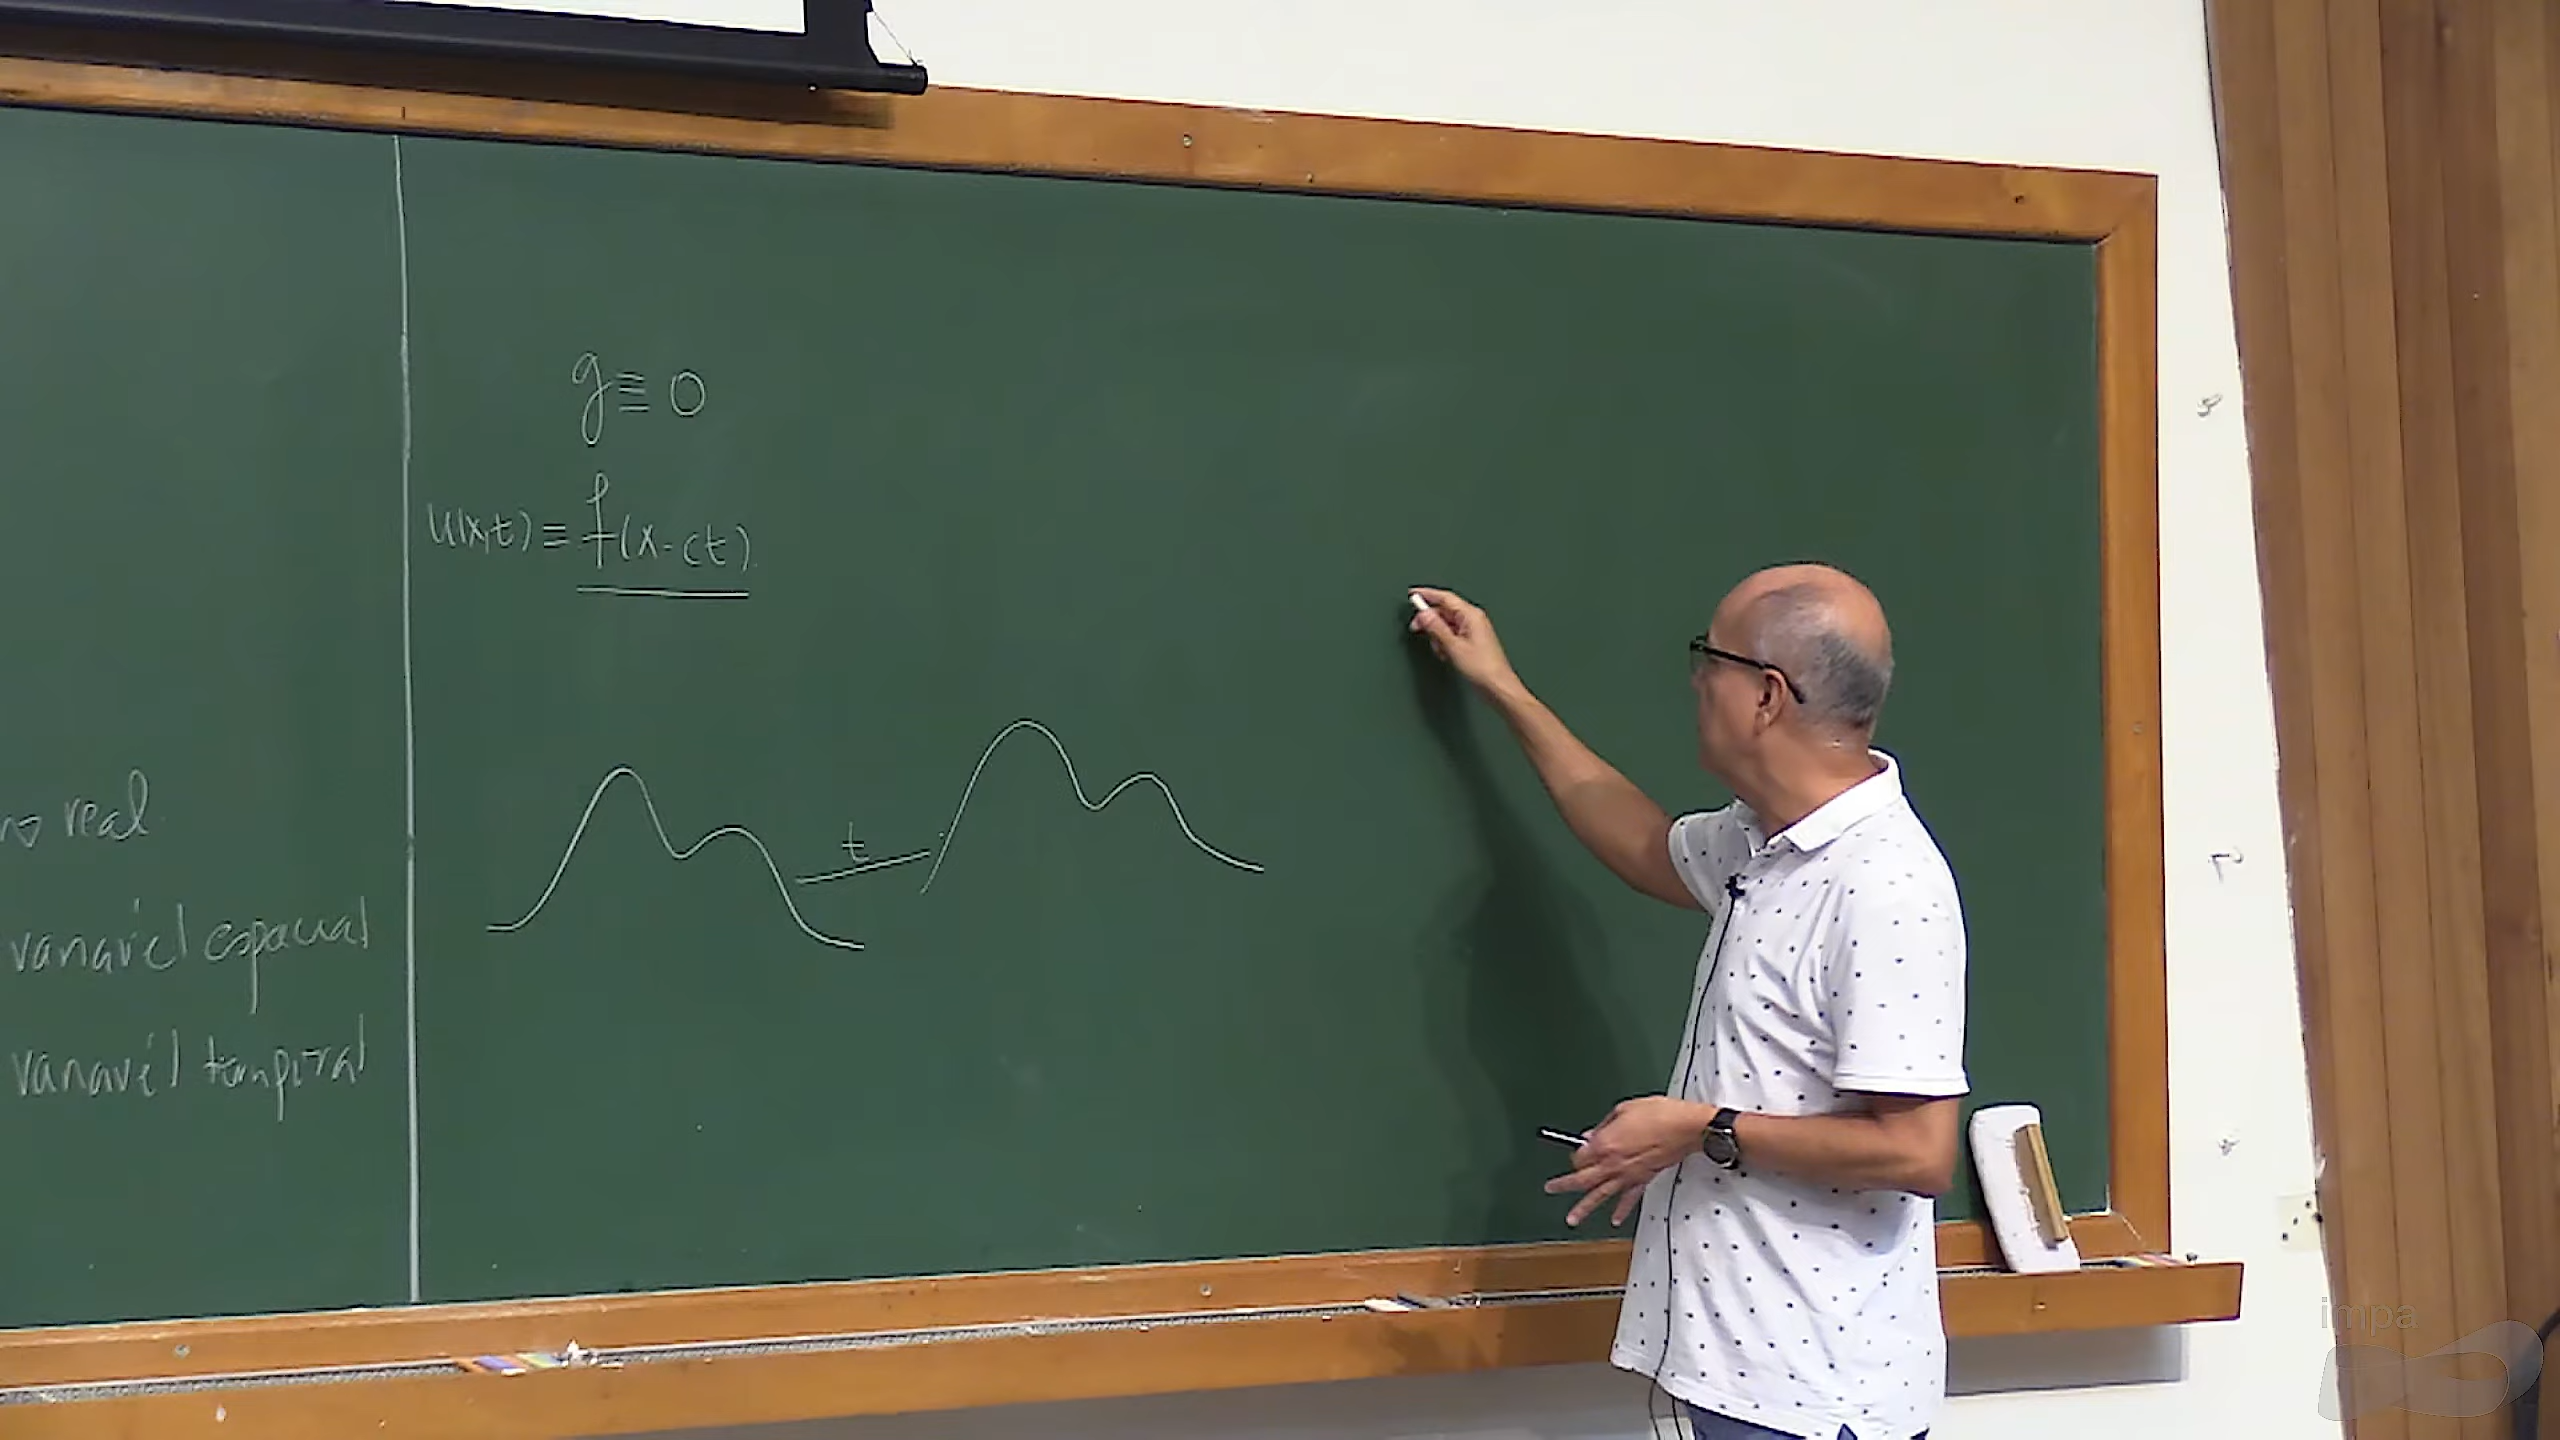 real
variável espacial
variável temporal
g ≡ 0
u(x,t) ≡ f(x-ct).
t
impa